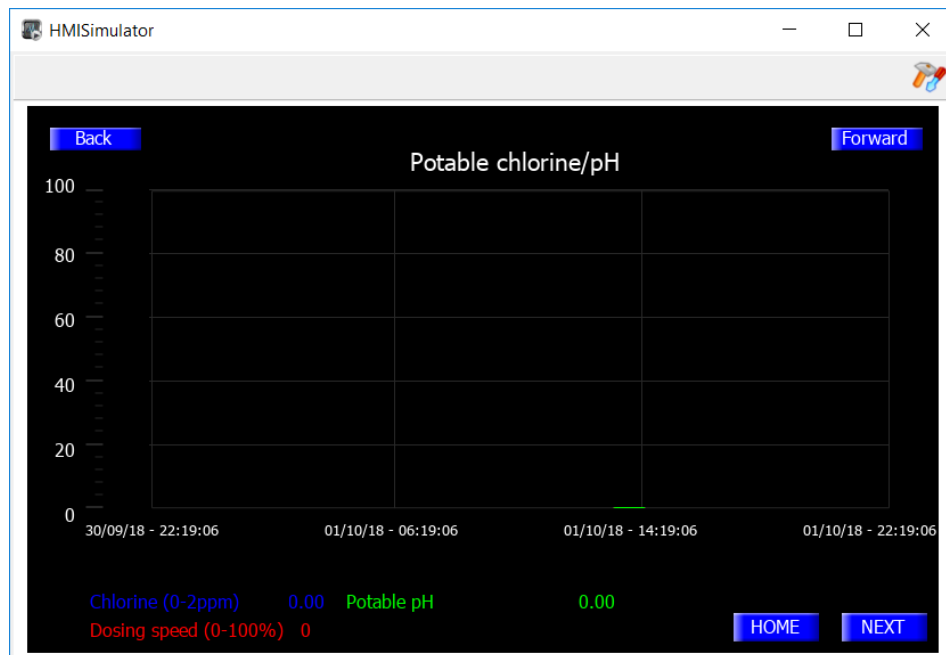 HMISimulator
Back
Forward
Potable chlorine/pH
100
80
60
40
20
0
30/09/18 - 22:19:06 01/10/18 - 06:19:06 01/10/18 - 14:19:06 01/10/18 - 22:19:06
Chlorine (0-2ppm) 0.00 Potable pH 0.00
Dosing speed (0-100%) 0
HOME NEXT